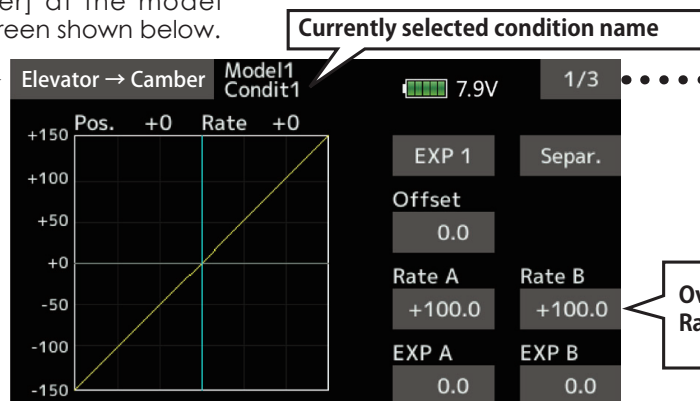 at the model
reen shown below.
Currently selected condition name
Elevator → Camber
Model1
Condit1
7.9V
1/3
Pos. +0 Rate +0
+150
+100
+50
+0
-50
-100
-150
EXP 1
Separ.
Offset
0.0
Rate A
Rate B
+100.0
+100.0
EXP A
EXP B
0.0
0.0